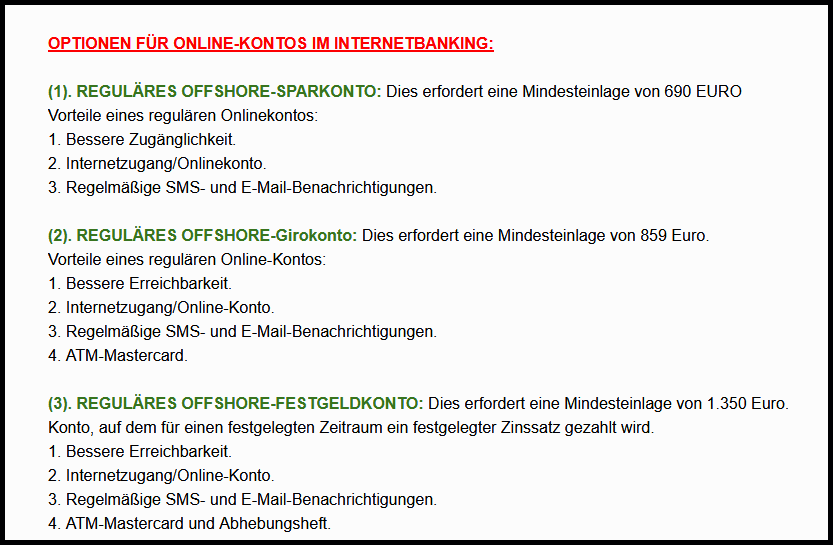 OPTIONEN FÜR ONLINE-KONTOS IM INTERNETBANKING:
(1). REGULÄRES OFFSHORE-SPARKONTO: Dies erfordert eine Mindesteinlage von 690 EURO
Vorteile eines regulären Onlinekontos:
1. Bessere Zugänglichkeit.
2. Internetzugang/Onlinekonto.
3. Regelmäßige SMS- und E-Mail-Benachrichtigungen.
(2). REGULÄRES OFFSHORE-Girokonto: Dies erfordert eine Mindesteinlage von 859 Euro.
Vorteile eines regulären Online-Kontos:
1. Bessere Erreichbarkeit.
2. Internetzugang/Online-Konto.
3. Regelmäßige SMS- und E-Mail-Benachrichtigungen.
4. ATM-Mastercard.
(3). REGULÄRES OFFSHORE-FESTGELDKONTO: Dies erfordert eine Mindesteinlage von 1.350 Euro.
Konto, auf dem für einen festgelegten Zeitraum ein festgelegter Zinssatz gezahlt wird.
1. Bessere Erreichbarkeit.
2. Internetzugang/Online-Konto.
3. Regelmäßige SMS- und E-Mail-Benachrichtigungen.
4. ATM-Mastercard und Abhebungsheft.